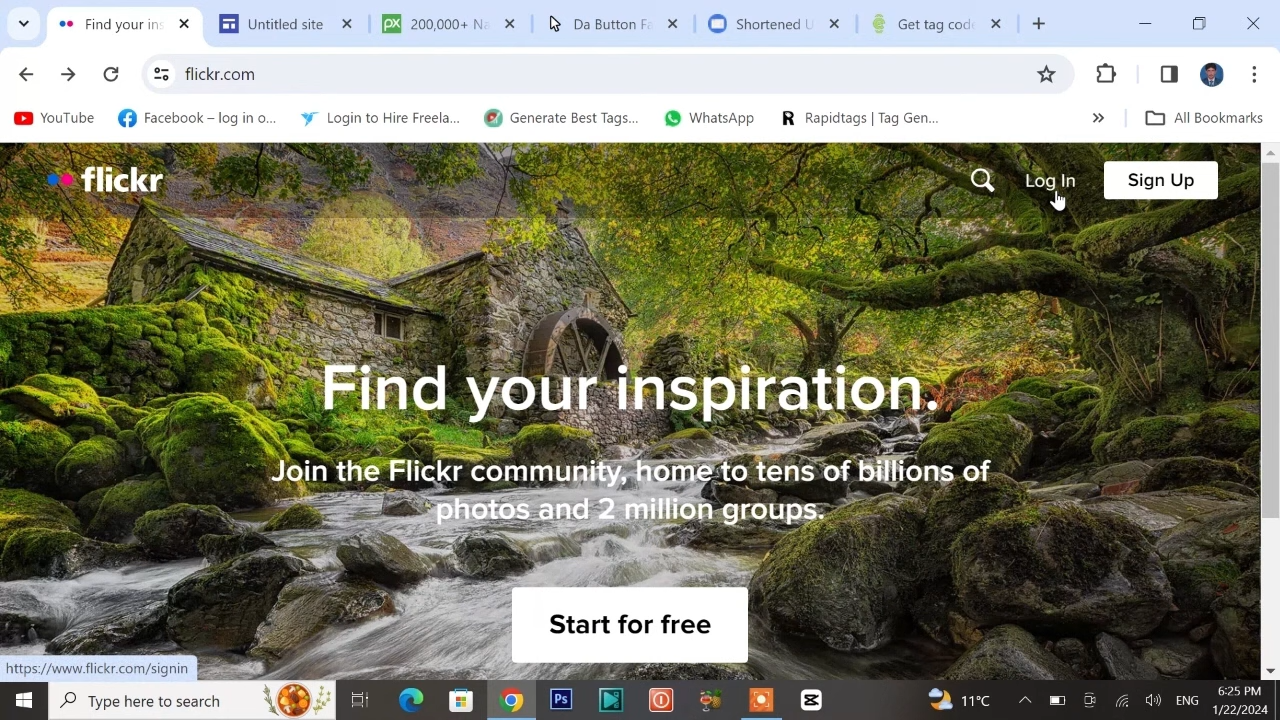 Find your ins
Untitled site
200,000+ Na
Da Button Fa
Shortened U
Get tag code
flickr.com
YouTube
Facebook – log in o...
Login to Hire Freela...
Generate Best Tags...
WhatsApp
Rapidtags | Tag Gen...
All Bookmarks
flickr
Log In
Sign Up
Find your inspiration.
Join the Flickr community, home to tens of billions of
photos and 2 million groups.
Start for free
https://www.flickr.com/signin
Type here to search
Ps
11°C
ENG
6:25 PM
1/22/2024